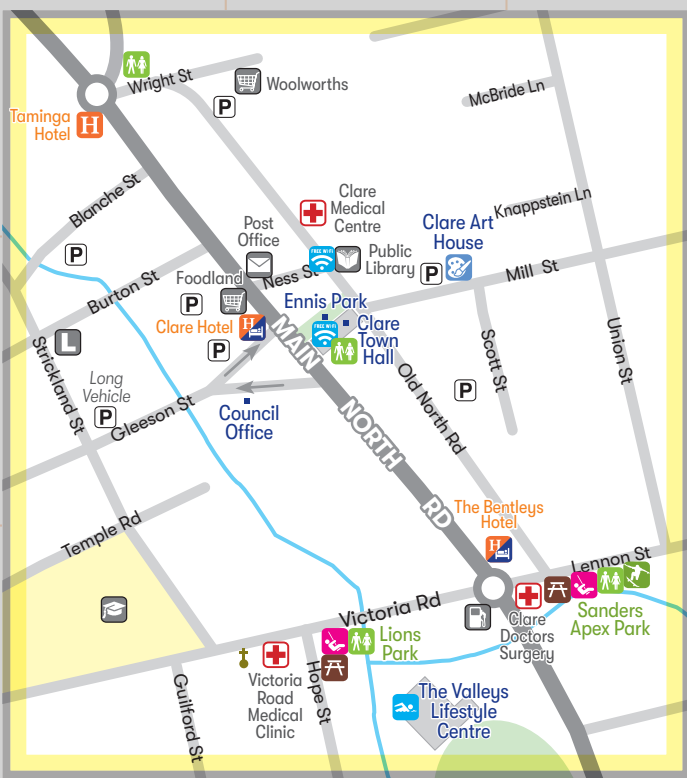 Wright St
Woolworths
P
McBride Ln
Taminga
Hotel
H
Blanche St
Clare
Medical
Centre
Knappstein Ln
Clare Art
House
Post
Office
FREE WiFi
Public
Library
P
P
Mill St
Burton St
Foodland
Ness St
P
Ennis Park
Clare Hotel
H
FREE WiFi
Clare
Town
Hall
MAIN
NORTH
RD
P
L
Strickland St
Long
Vehicle
P
Gleeson St
Council
Office
Old North Rd
P
Scott St
Union St
Temple Rd
The Bentleys
Hotel
H
Lennon St
Victoria Rd
Clare
Doctors
Surgery
Sanders
Apex Park
Lions
Park
Victoria
Road
Medical
Clinic
Hope St
Guilford St
The Valleys
Lifestyle
Centre